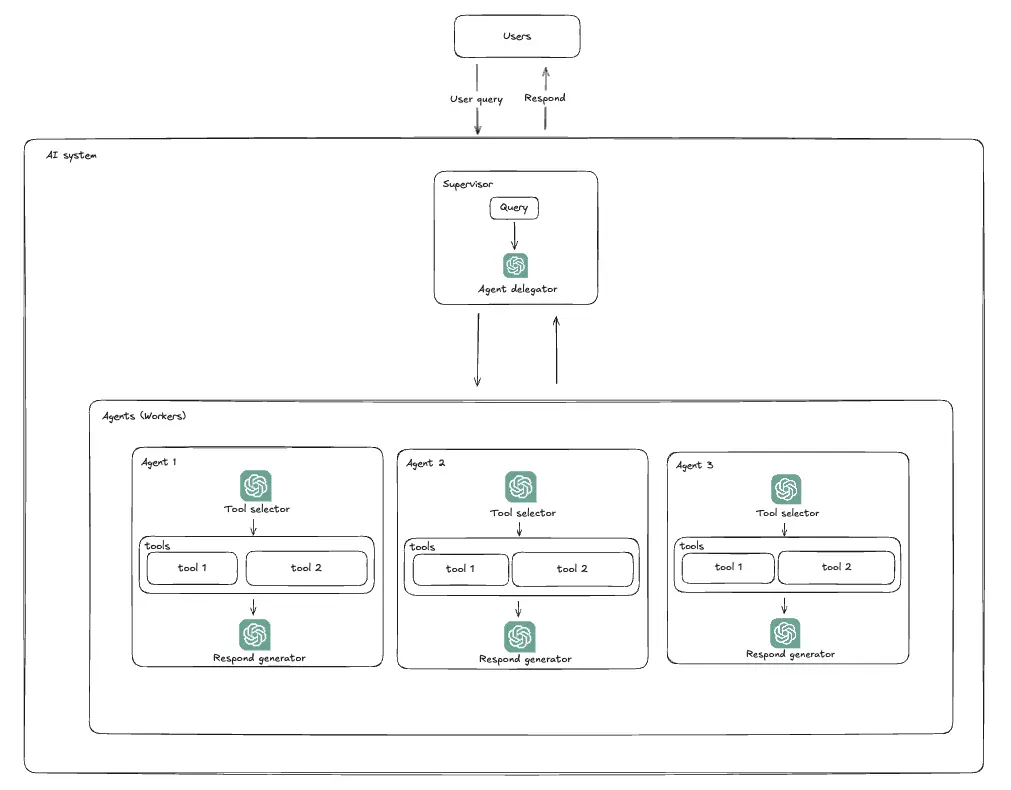 Users
User query
Respond
AI system
Supervisor
Query
Agent delegator
Agents (Workers)
Agent 1
Tool selector
tools
tool 1
tool 2
Respond generator
Agent 2
Tool selector
tools
tool 1
tool 2
Respond generator
Agent 3
Tool selector
tools
tool 1
tool 2
Respond generator